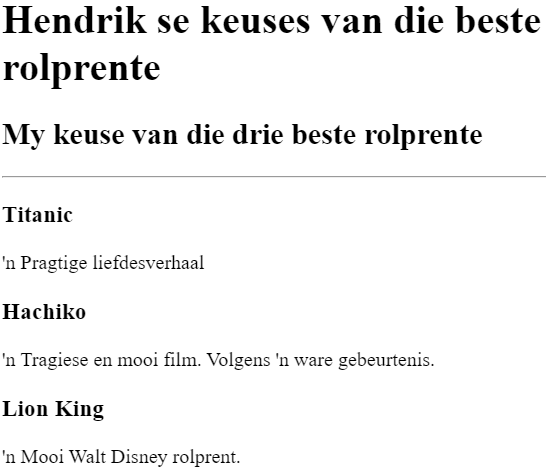 Hendrik se keuses van die beste
rolprente
My keuse van die drie beste rolprente
Titanic
'n Pragtige liefdesverhaal
Hachiko
'n Tragiese en mooi film. Volgens 'n ware gebeurtenis.
Lion King
'n Mooi Walt Disney rolprent.